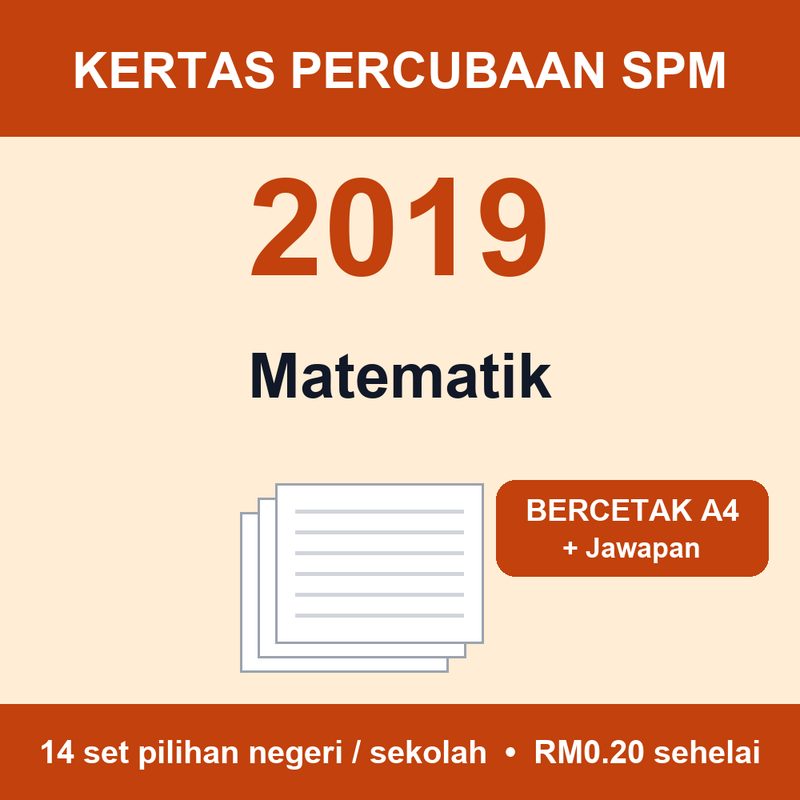 KERTAS PERCUBAAN SPM
2019
Matematik
BERCETAK A4
+ Jawapan
14 set pilihan negeri / sekolah • RM0.20 sehelai